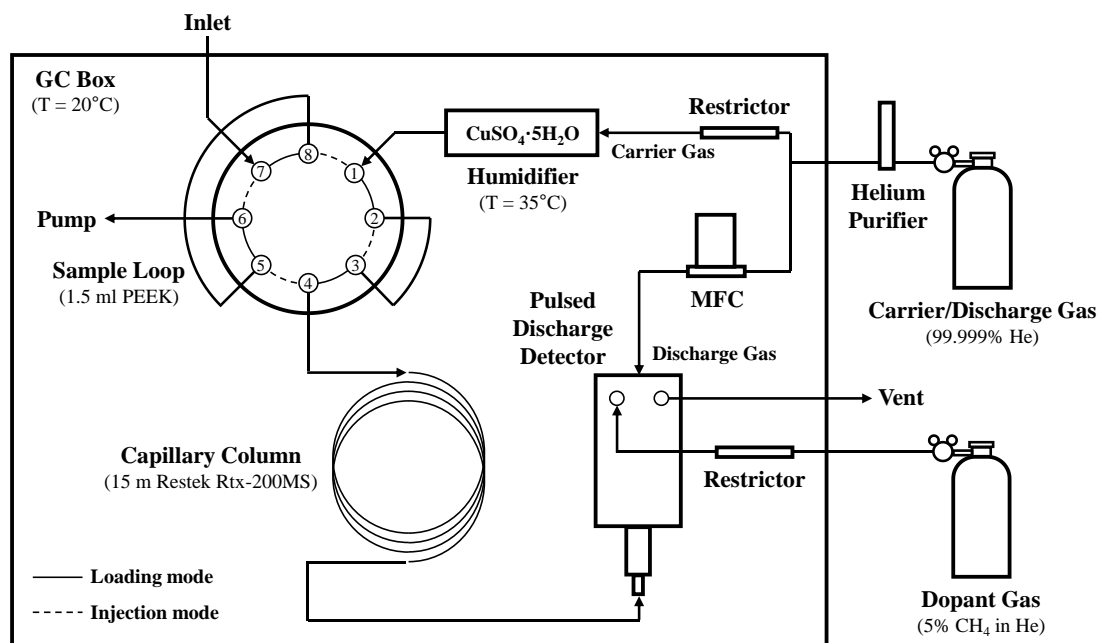 Inlet
GC Box
(T = 20°C)
8
1
7
2
6
3
5
4
CuSO4·5H2O
Humidifier
(T = 35°C)
Carrier Gas
Restrictor
Helium
Purifier
Pump
Sample Loop
(1.5 ml PEEK)
MFC
Carrier/Discharge Gas
(99.999% He)
Pulsed
Discharge
Detector
Discharge Gas
Vent
Capillary Column
(15 m Restek Rtx-200MS)
Restrictor
Loading mode
Injection mode
Dopant Gas
(5% CH4 in He)